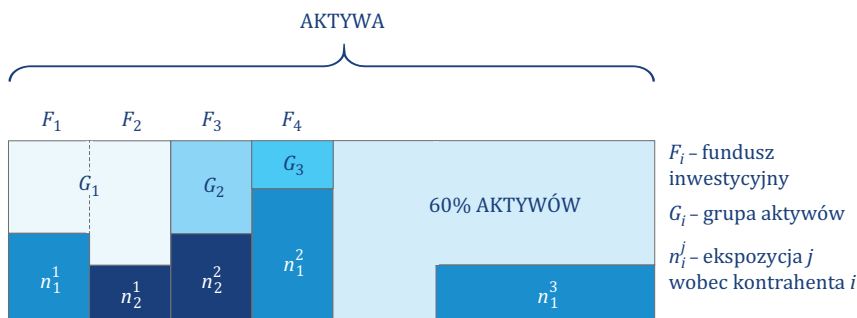 AKTYWA
F₁ F₂ F₃ F₄
G₁ G₂ G₃
60% AKTYWÓW
n₁¹ n₂¹ n₂² n₁² n₁³
Fᵢ – fundusz
inwestycyjny
Gᵢ – grupa aktywów
nᵢʲ – ekspozycja j
wobec kontrahenta i